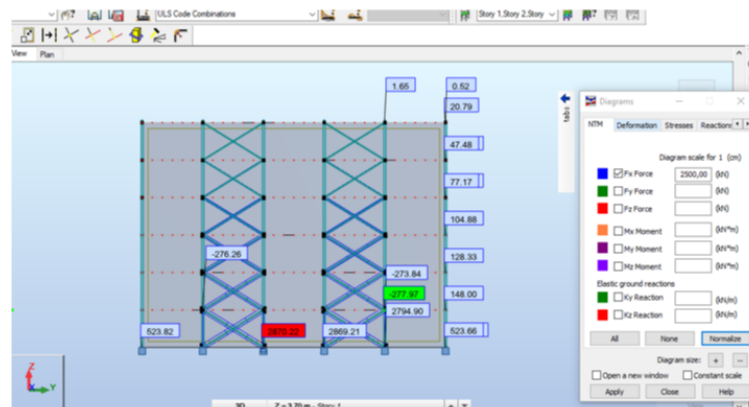 ULS Code Combinations
Story 1.Story 2.Story
View Plan
1.65 0.52
20.79
47.48
77.17
104.88
128.33
-276.26
-273.84
-277.97
148.00
2794.90
523.82 2870.22 2869.21 523.66
Z
X Y
3D Z = 3.70 m - Story 1
tabs
Diagrams
NTM Deformation Stresses Reactions
Diagram scale for 1 (cm)
Fx Force 2500,00 (kN)
Fy Force (kN)
Fz Force (kN)
Mx Moment (kN*m)
My Moment (kN*m)
Mz Moment (kN*m)
Elastic ground reactions
Ky Reaction (kN/m)
Kz Reaction (kN/m)
All None Normalize
Diagram size: + -
Open a new window Constant scale
Apply Close Help